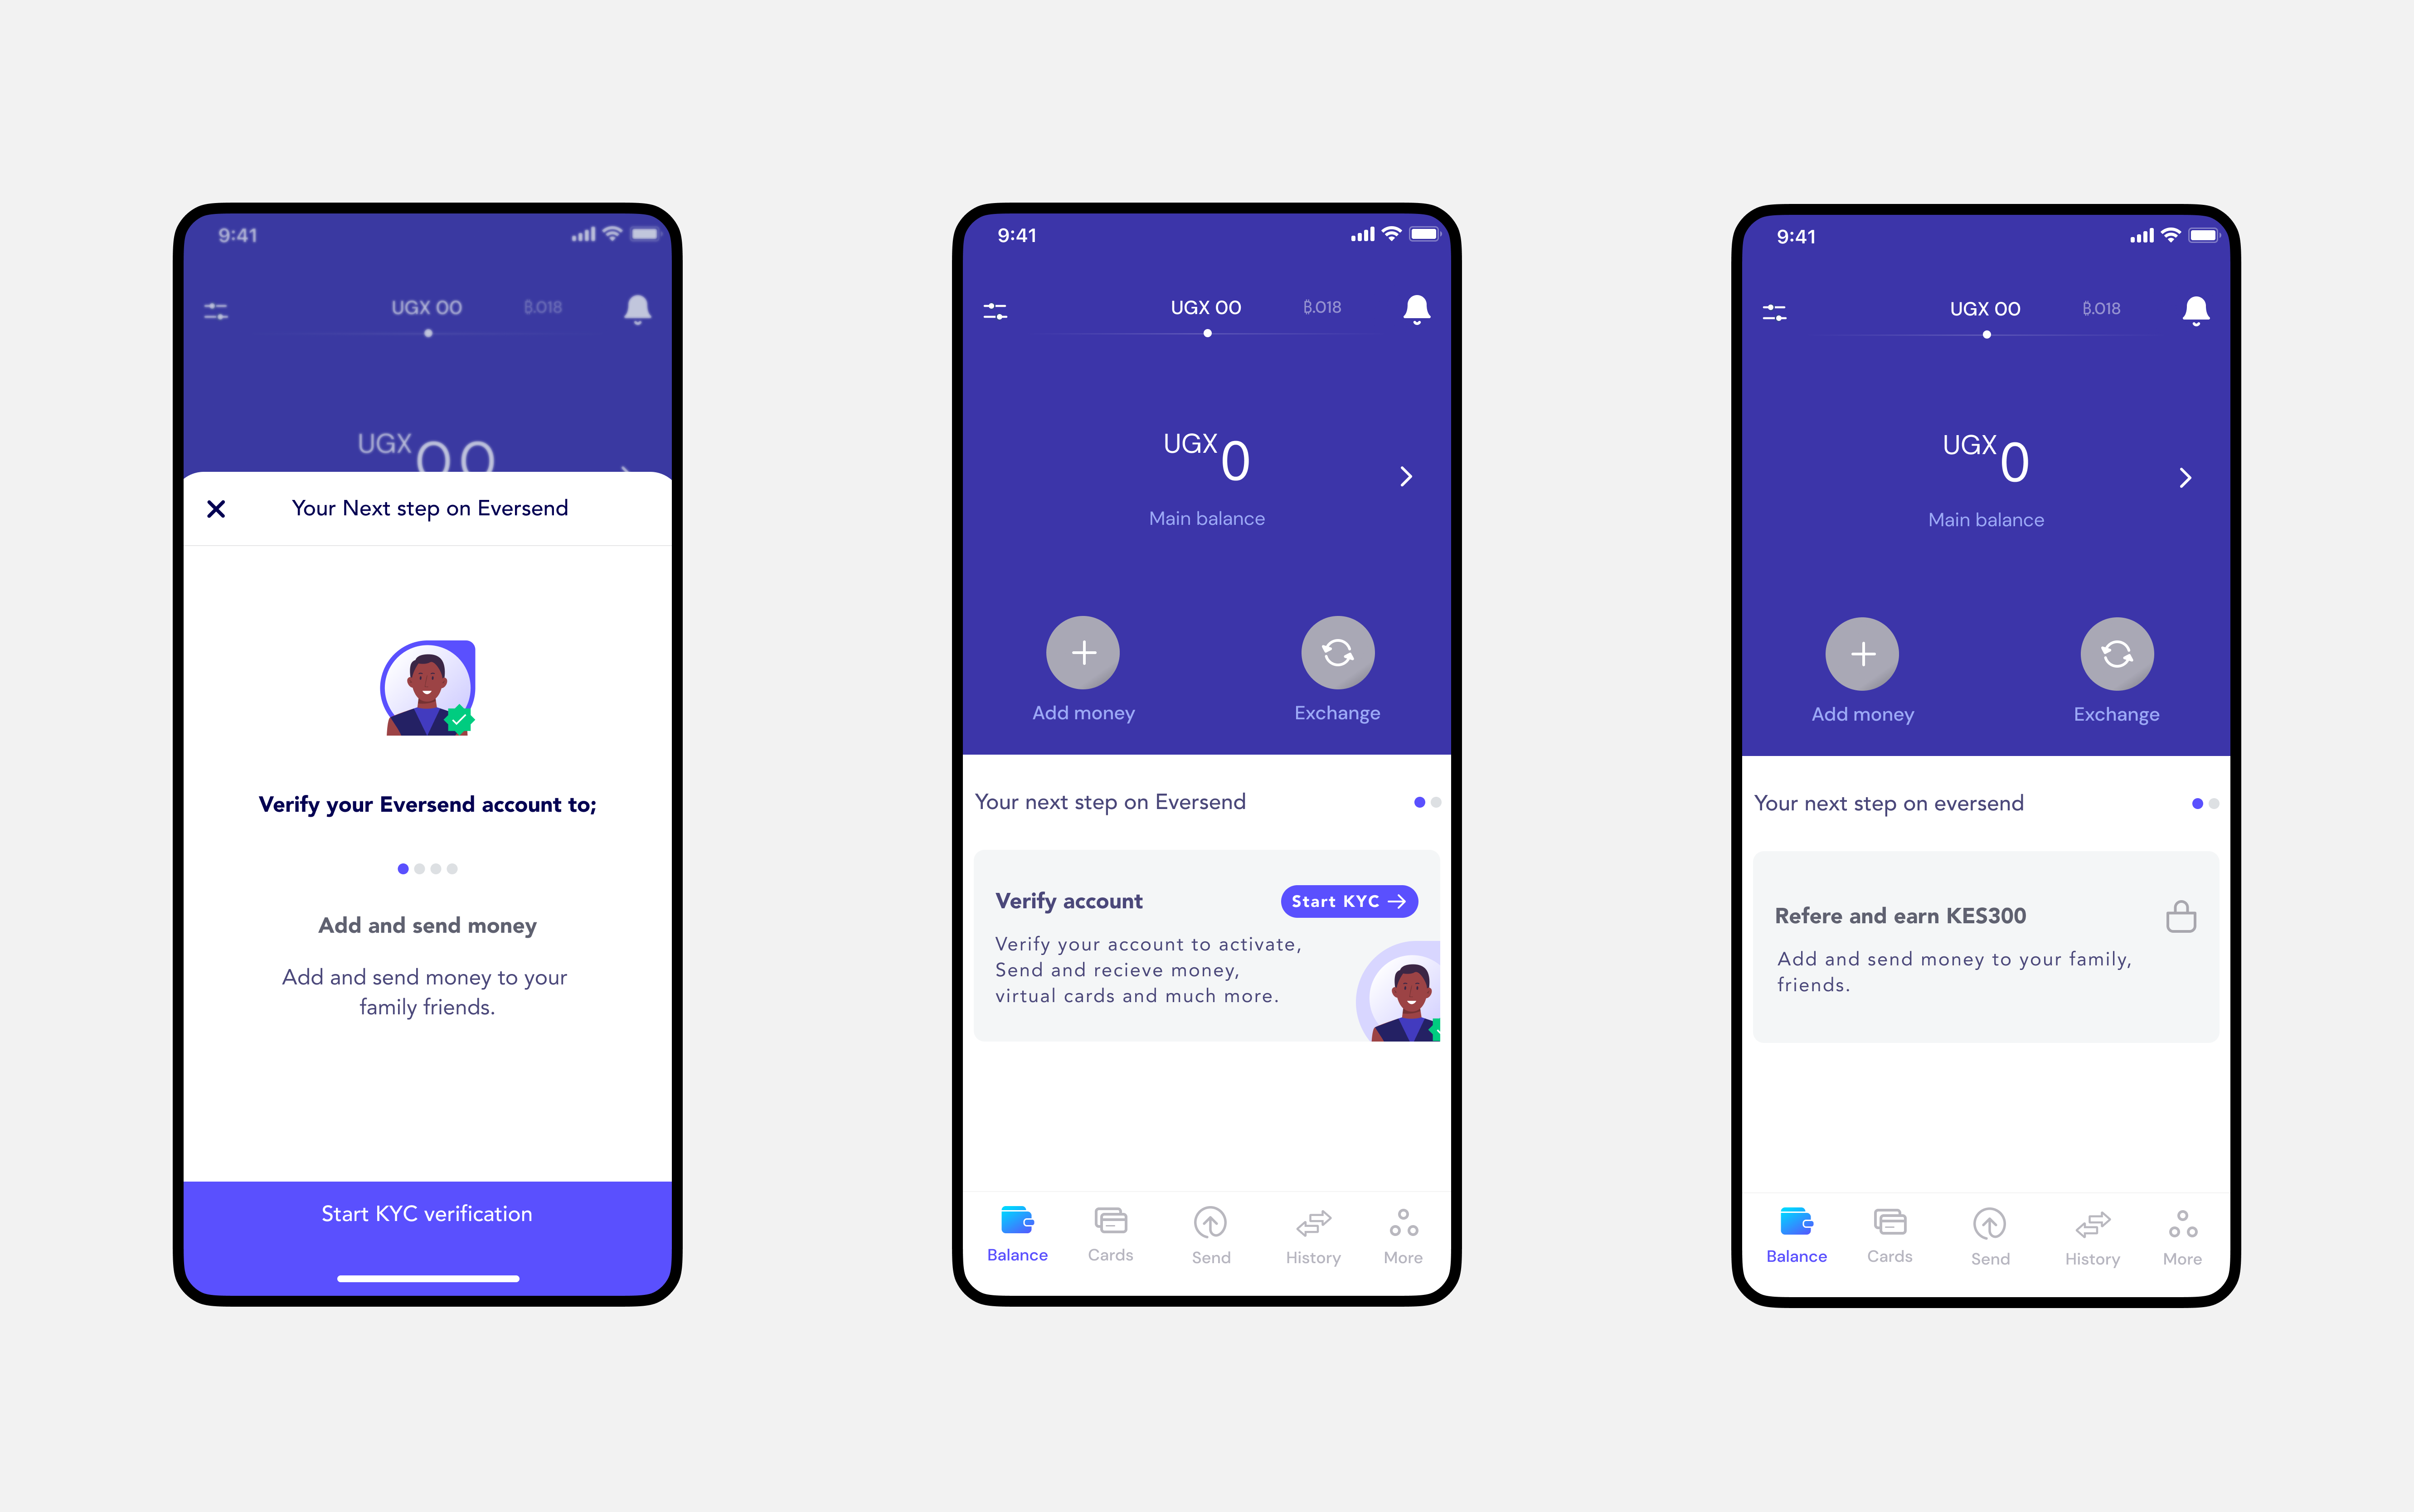 9:41
UGX 00
₿.018
UGX
00
Your Next step on Eversend
Verify your Eversend account to;
Add and send money
Add and send money to your
family friends.
Start KYC verification
9:41
UGX 00
₿.018
UGX 0
Main balance
Add money
Exchange
Your next step on Eversend
Verify account
Start KYC
Verify your account to activate,
Send and recieve money,
virtual cards and much more.
Balance
Cards
Send
History
More
9:41
UGX 00
₿.018
UGX 0
Main balance
Add money
Exchange
Your next step on eversend
Refere and earn KES300
Add and send money to your family,
friends.
Balance
Cards
Send
History
More